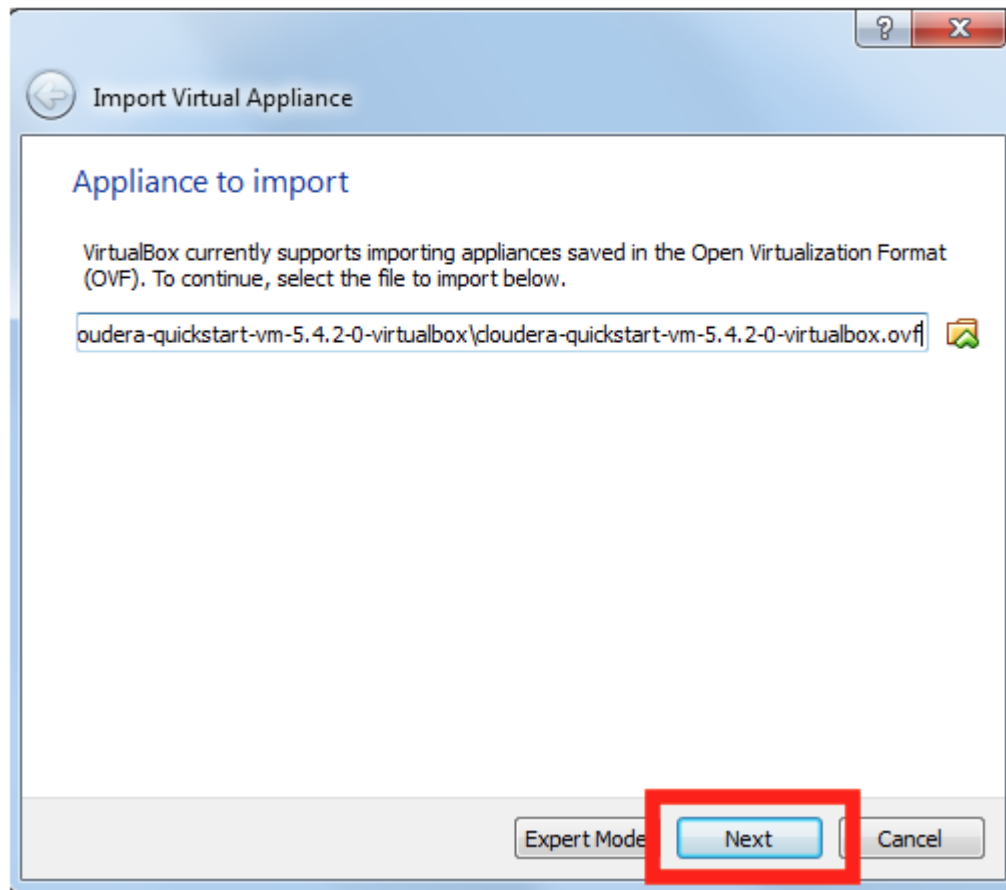 Import Virtual Appliance
Appliance to import
VirtualBox currently supports importing appliances saved in the Open Virtualization Format
(OVF). To continue, select the file to import below.
oudera-quickstart-vm-5.4.2-0-virtualbox\cloudera-quickstart-vm-5.4.2-0-virtualbox.ovf
Expert Mode Next Cancel